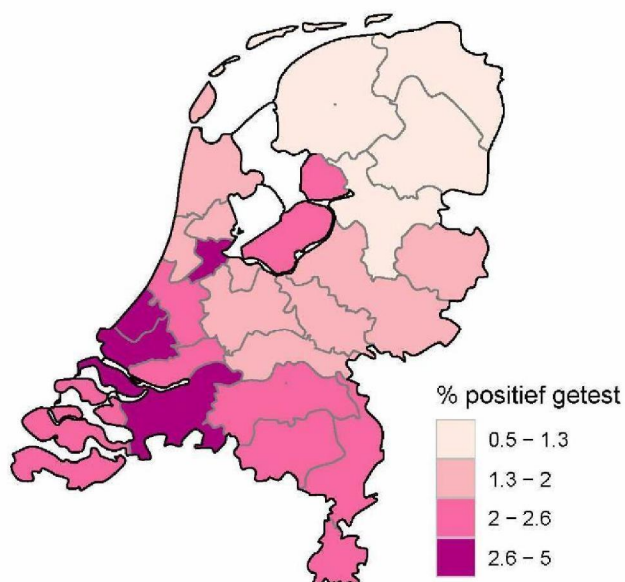 % positief getest
0.5 – 1.3
1.3 – 2
2 – 2.6
2.6 – 5